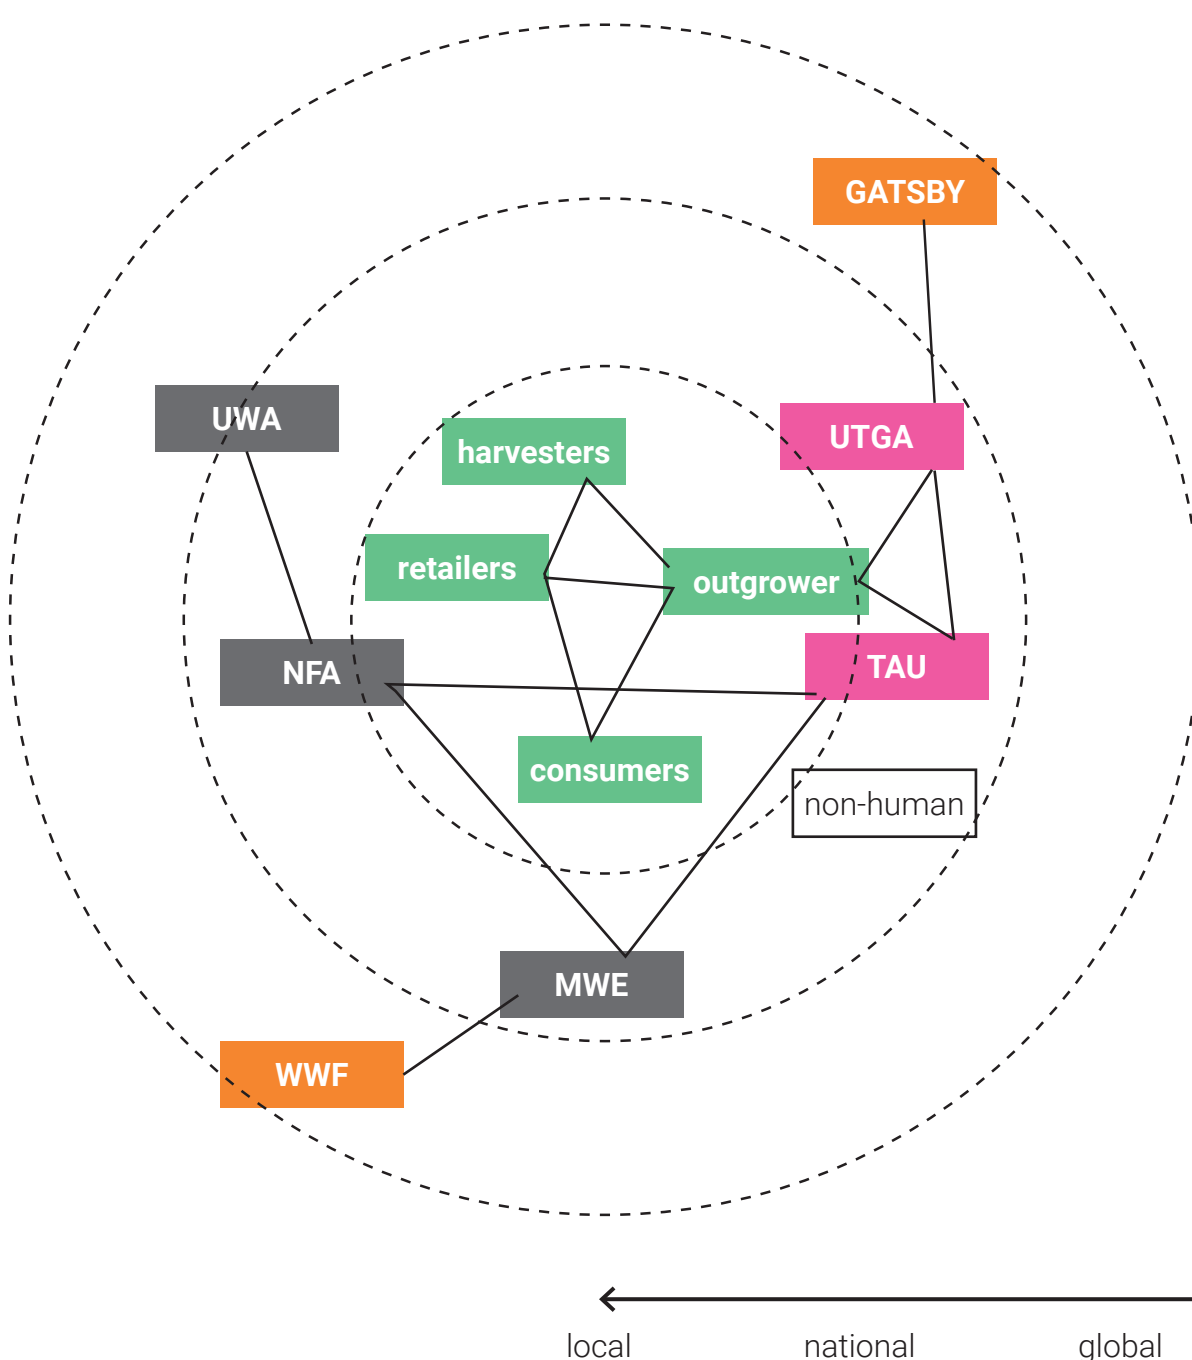 GATSBY
UWA
UTGA
harvesters
retailers
outgrower
NFA
TAU
consumers
non-human
MWE
WWF
local
national
global